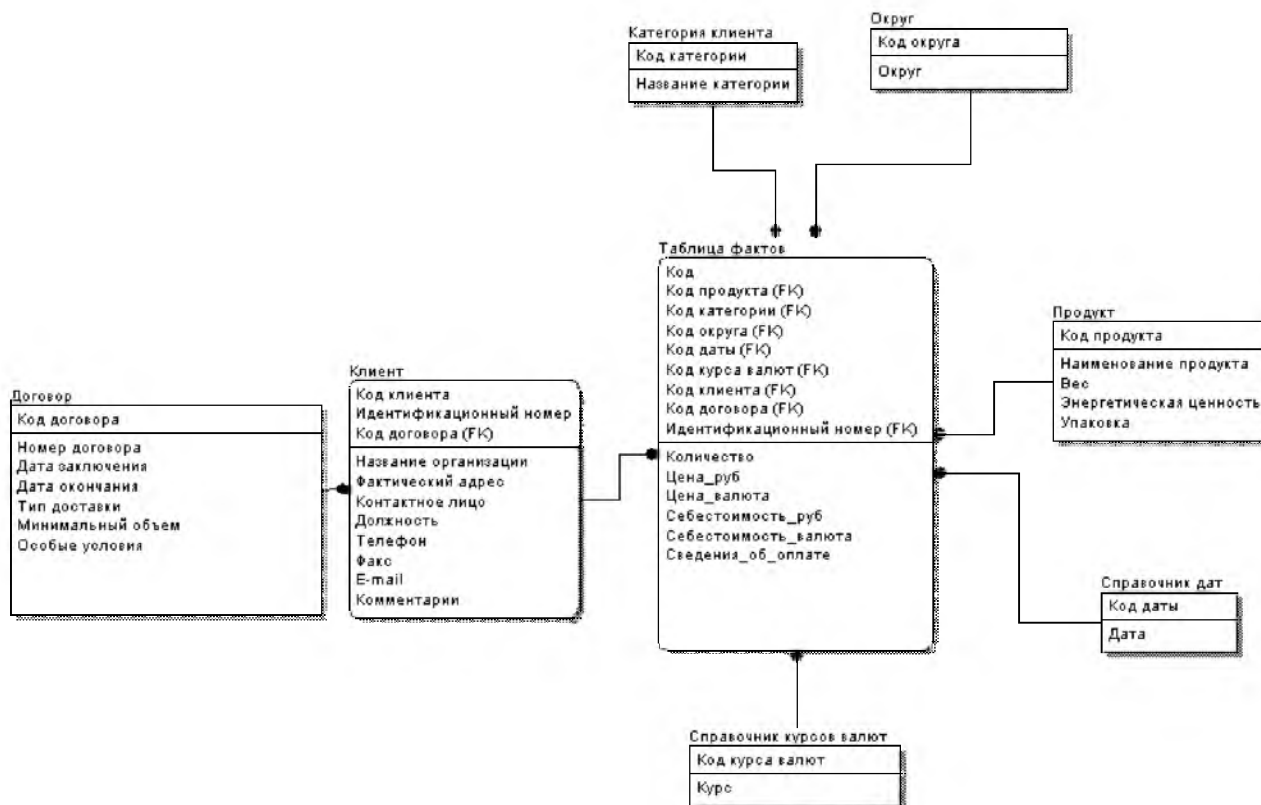 Категория клиента
Код категории
Название категории
Округ
Код округа
Округ
Таблица фактов
Код
Код продукта (FK)
Код категории (FK)
Код округа (FK)
Код даты (FK)
Код курса валют (FK)
Код клиента (FK)
Код договора (FK)
Идентификационный номер (FK)
Количество
Цена_руб
Цена_валюта
Себестоимость_руб
Себестоимость_валюта
Сведения_об_оплате
Продукт
Код продукта
Наименование продукта
Вес
Энергетическая ценность
Упаковка
Клиент
Код клиента
Идентификационный номер
Код договора (FK)
Название организации
Фактический адрес
Контактное лицо
Должность
Телефон
Факс
E-mail
Комментарии
Договор
Код договора
Номер договора
Дата заключения
Дата окончания
Тип доставки
Минимальный объем
Особые условия
Справочник дат
Код даты
Дата
Справочник курсов валют
Код курса валют
Курс